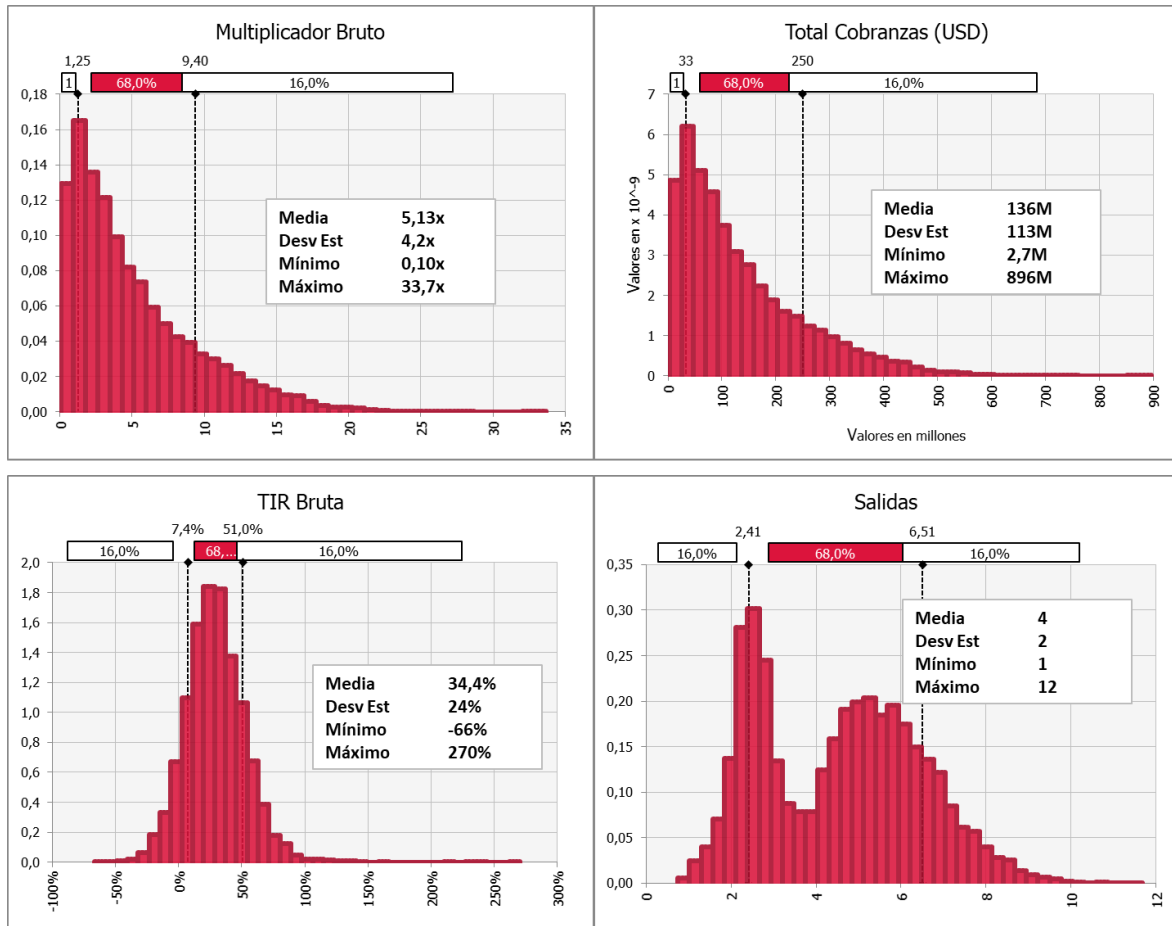 Multiplicador Bruto
1,25 9,40
1 68,0% 16,0%
0,18
0,16
0,14
0,12
0,10
0,08
0,06
0,04
0,02
0,00
Media 5,13x
Desv Est 4,2x
Mínimo 0,10x
Máximo 33,7x
0 5 10 15 20 25 30 35
Total Cobranzas (USD)
33 250
1 68,0% 16,0%
Valores en x 10^-9
7
6
5
4
3
2
1
0
Media 136M
Desv Est 113M
Mínimo 2,7M
Máximo 896M
0 100 200 300 400 500 600 700 800 900
Valores en millones
TIR Bruta
7,4% 51,0%
16,0% 68,... 16,0%
2,0
1,8
1,6
1,4
1,2
1,0
0,8
0,6
0,4
0,2
0,0
Media 34,4%
Desv Est 24%
Mínimo -66%
Máximo 270%
-100% -50% 0% 50% 100% 150% 200% 250% 300%
Salidas
2,41 6,51
16,0% 68,0% 16,0%
0,35
0,30
0,25
0,20
0,15
0,10
0,05
0,00
Media 4
Desv Est 2
Mínimo 1
Máximo 12
0 2 4 6 8 10 12